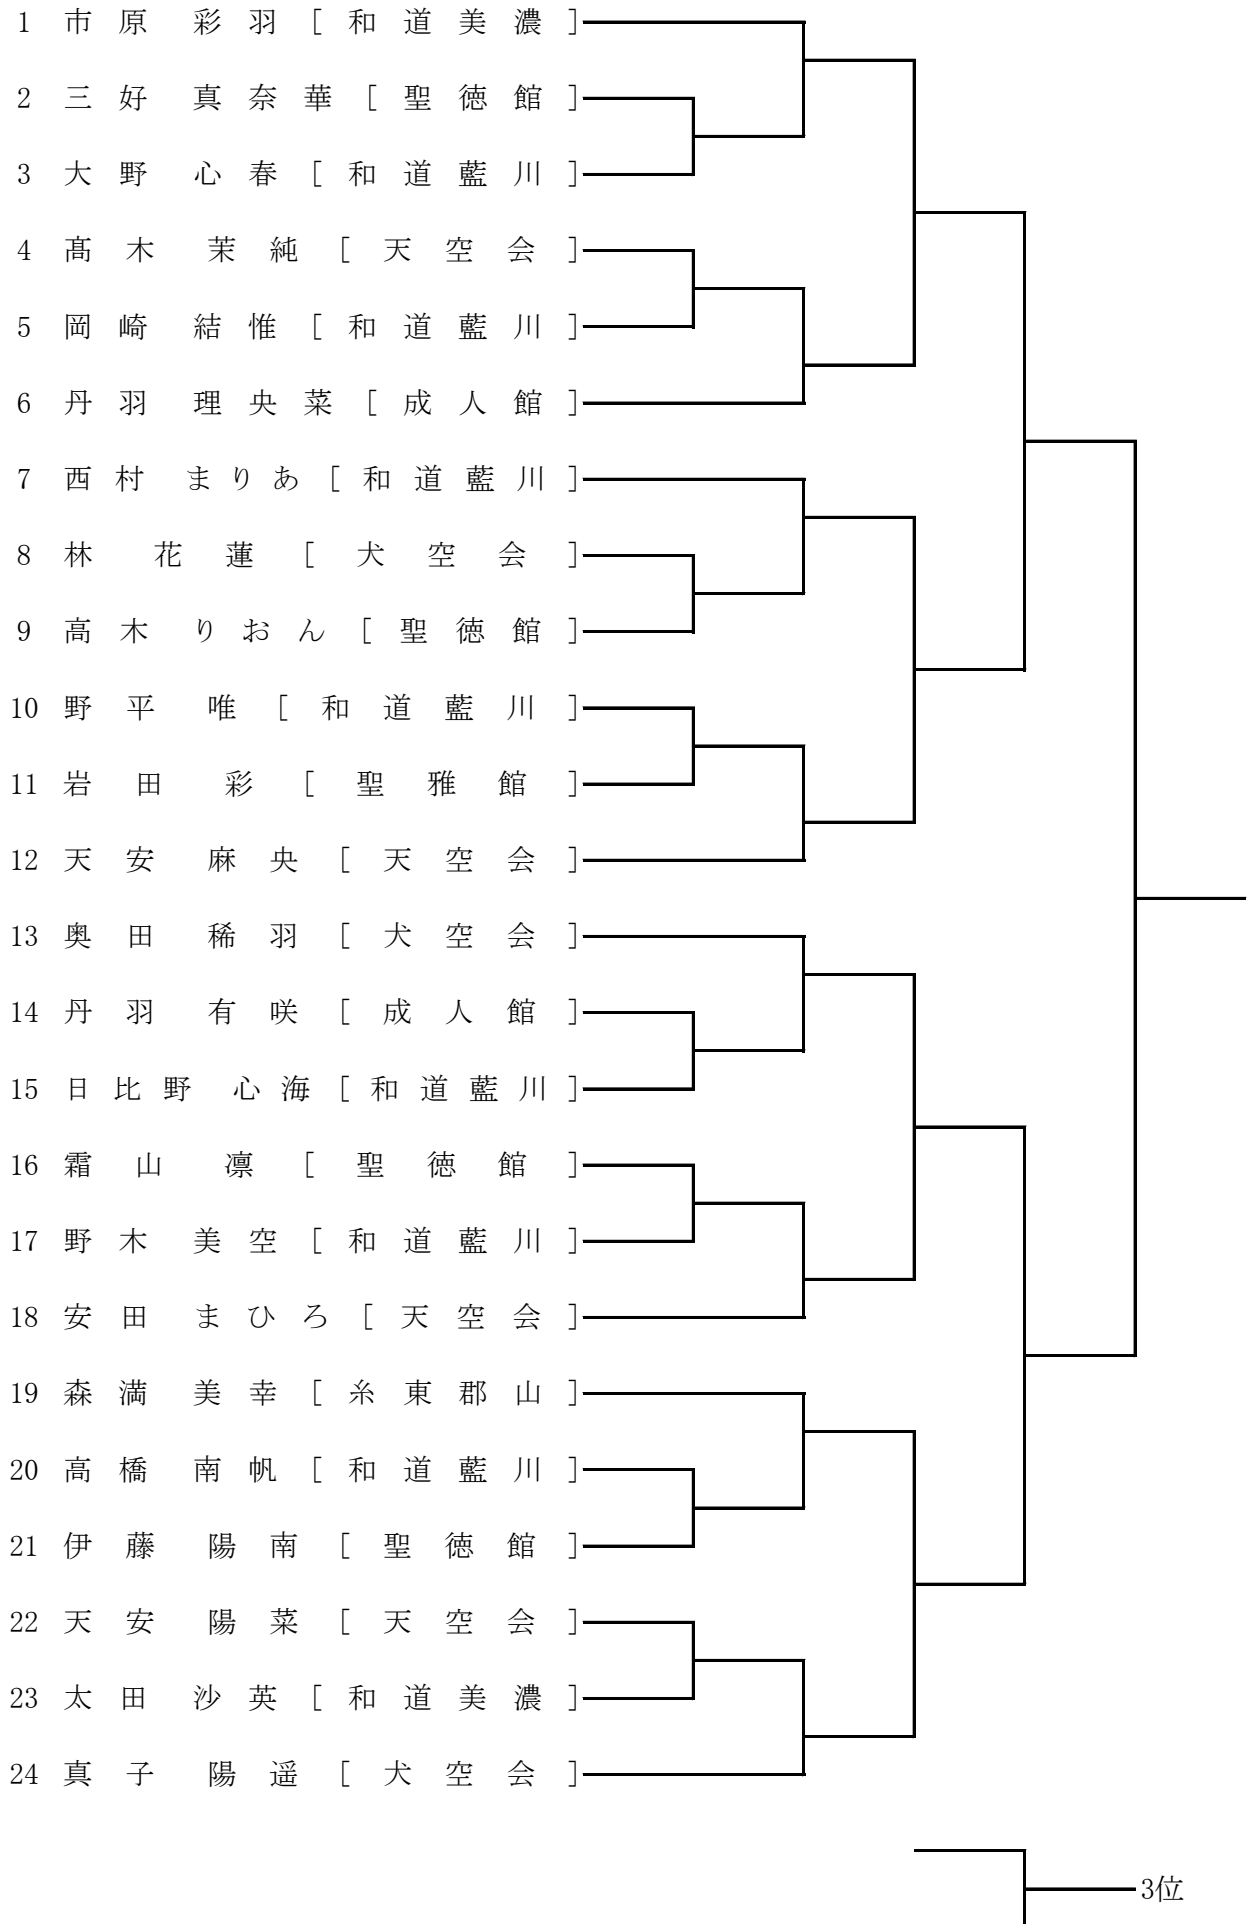 1 市原 彩羽 [和道美濃]
2 三好 真奈華 [聖徳館]
3 大野 心春 [和道藍川]
4 髙木 茉純 [天空会]
5 岡崎 結惟 [和道藍川]
6 丹羽 理央菜 [成人館]
7 西村 まりあ [和道藍川]
8 林 花蓮 [犬空会]
9 高木 りおん [聖徳館]
10 野平 唯 [和道藍川]
11 岩田 彩 [聖雅館]
12 天安 麻央 [天空会]
13 奥田 稀羽 [犬空会]
14 丹羽 有咲 [成人館]
15 日比野 心海 [和道藍川]
16 霜山 凛 [聖徳館]
17 野木 美空 [和道藍川]
18 安田 まひろ [天空会]
19 森満 美幸 [糸東郡山]
20 高橋 南帆 [和道藍川]
21 伊藤 陽南 [聖徳館]
22 天安 陽菜 [天空会]
23 太田 沙英 [和道美濃]
24 真子 陽遥 [犬空会]
3位